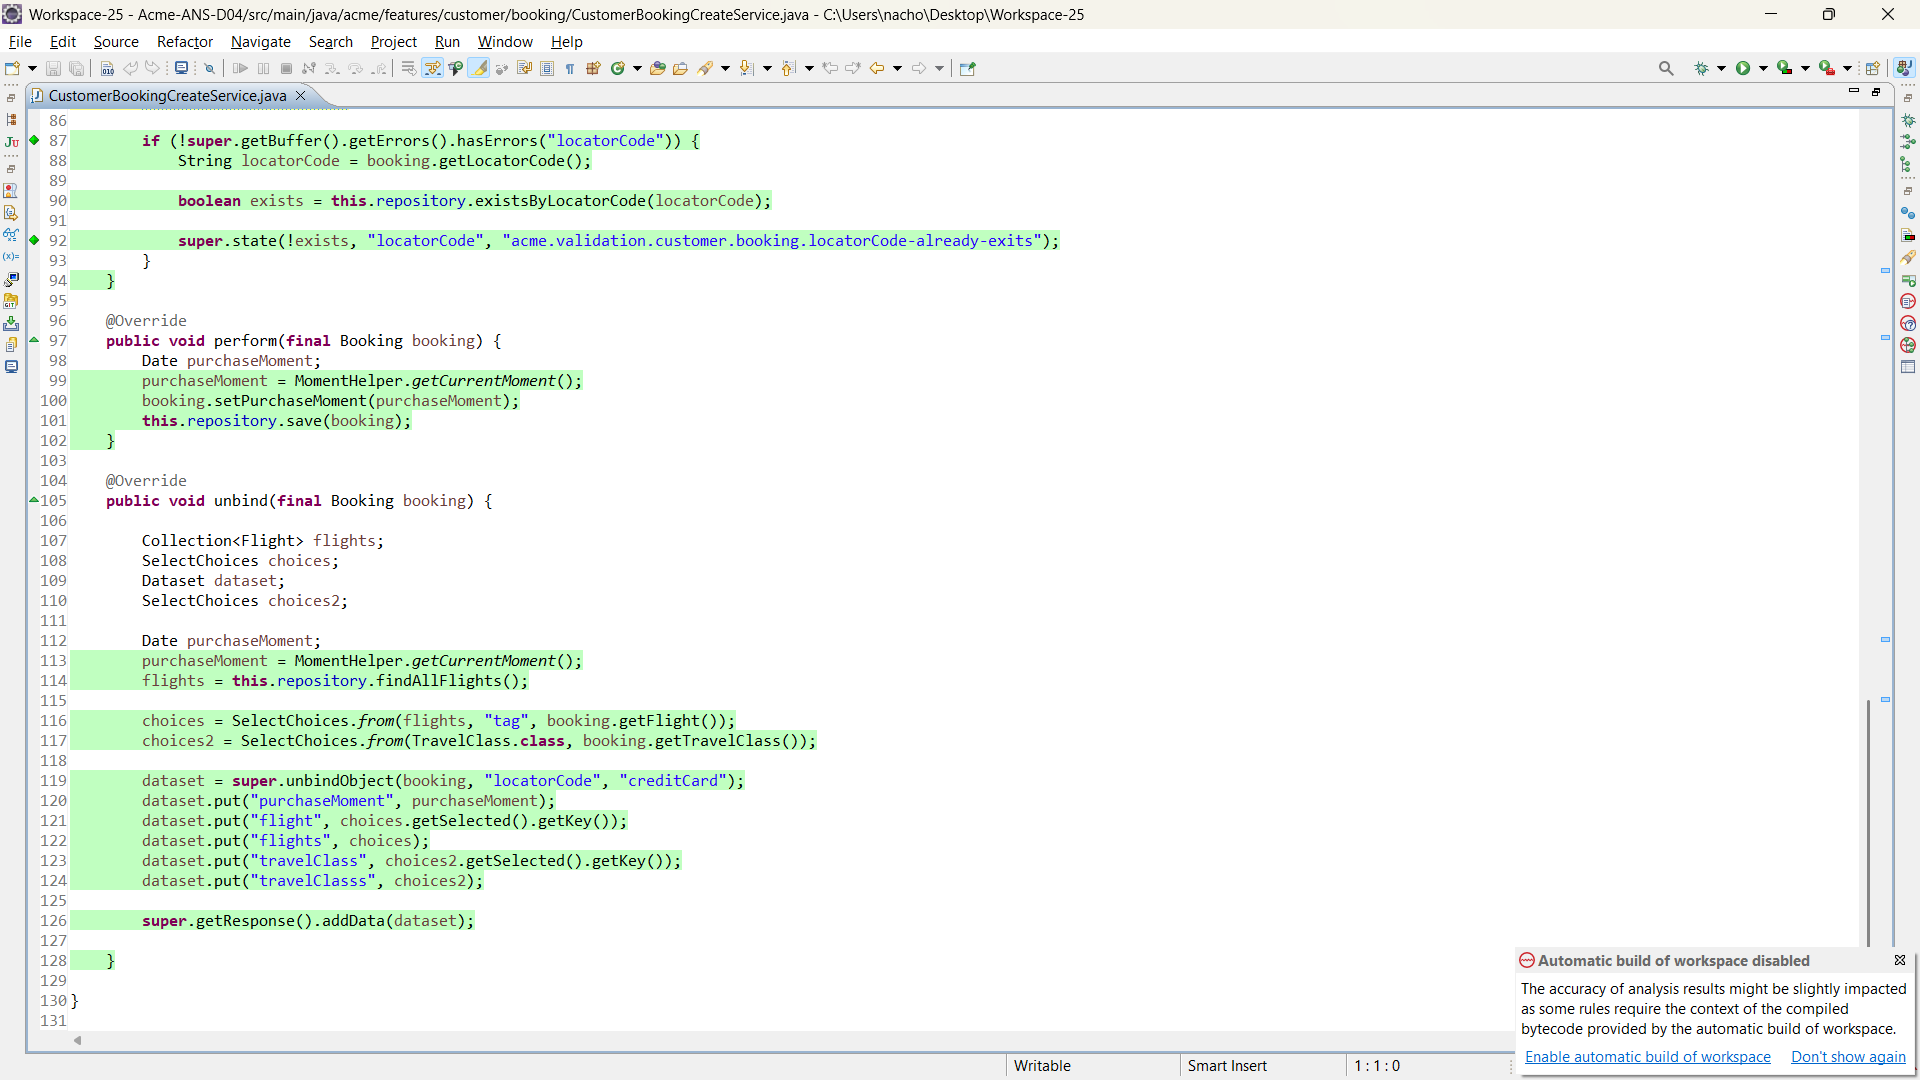 Workspace-25 - Acme-ANS-D04/src/main/java/acme/features/customer/booking/CustomerBookingCreateService.java - C:\Users\nacho\Desktop\Workspace-25
File Edit Source Refactor Navigate Search Project Run Window Help
CustomerBookingCreateService.java
86
87 if (!super.getBuffer().getErrors().hasErrors("locatorCode")) {
88 String locatorCode = booking.getLocatorCode();
89
90 boolean exists = this.repository.existsByLocatorCode(locatorCode);
91
92 super.state(!exists, "locatorCode", "acme.validation.customer.booking.locatorCode-already-exits");
93 }
94 }
95
96 @Override
97 public void perform(final Booking booking) {
98 Date purchaseMoment;
99 purchaseMoment = MomentHelper.getCurrentMoment();
100 booking.setPurchaseMoment(purchaseMoment);
101 this.repository.save(booking);
102 }
103
104 @Override
105 public void unbind(final Booking booking) {
106
107 Collection<Flight> flights;
108 SelectChoices choices;
109 Dataset dataset;
110 SelectChoices choices2;
111
112 Date purchaseMoment;
113 purchaseMoment = MomentHelper.getCurrentMoment();
114 flights = this.repository.findAllFlights();
115
116 choices = SelectChoices.from(flights, "tag", booking.getFlight());
117 choices2 = SelectChoices.from(TravelClass.class, booking.getTravelClass());
118
119 dataset = super.unbindObject(booking, "locatorCode", "creditCard");
120 dataset.put("purchaseMoment", purchaseMoment);
121 dataset.put("flight", choices.getSelected().getKey());
122 dataset.put("flights", choices);
123 dataset.put("travelClass", choices2.getSelected().getKey());
124 dataset.put("travelClasss", choices2);
125
126 super.getResponse().addData(dataset);
127
128 }
129
130 }
131
Automatic build of workspace disabled
The accuracy of analysis results might be slightly impacted
as some rules require the context of the compiled
bytecode provided by the automatic build of workspace.
Enable automatic build of workspace Don't show again
Writable Smart Insert 1 : 1 : 0